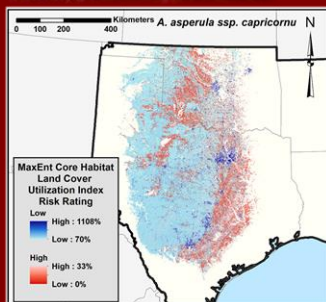 Kilometers
0 100 200 400
A. asperula ssp. capricornu
N
MaxEnt Core Habitat
Land Cover
Utilization Index
Risk Rating
Low
High : 1108%
Low : 70%
High
High : 33%
Low : 0%